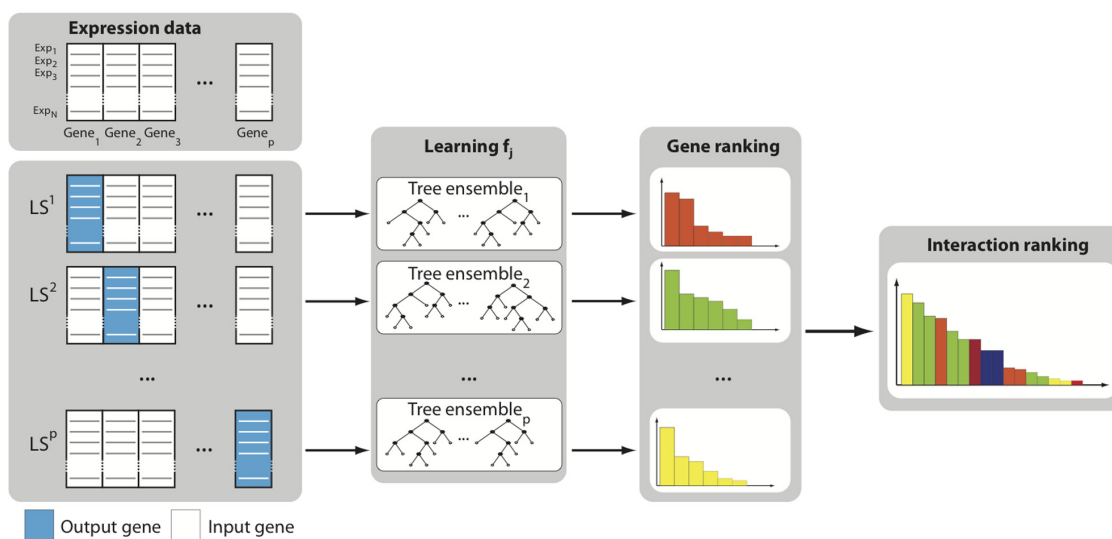 Expression data
Exp1
Exp2
Exp3
ExpN
...
Gene1 Gene2 Gene3 Genep
Learning fj
Gene ranking
LS1
...
Tree ensemble1
...
Interaction ranking
LS2
...
Tree ensemble2
...
...
...
...
LSp
...
Tree ensemblep
...
Output gene
Input gene